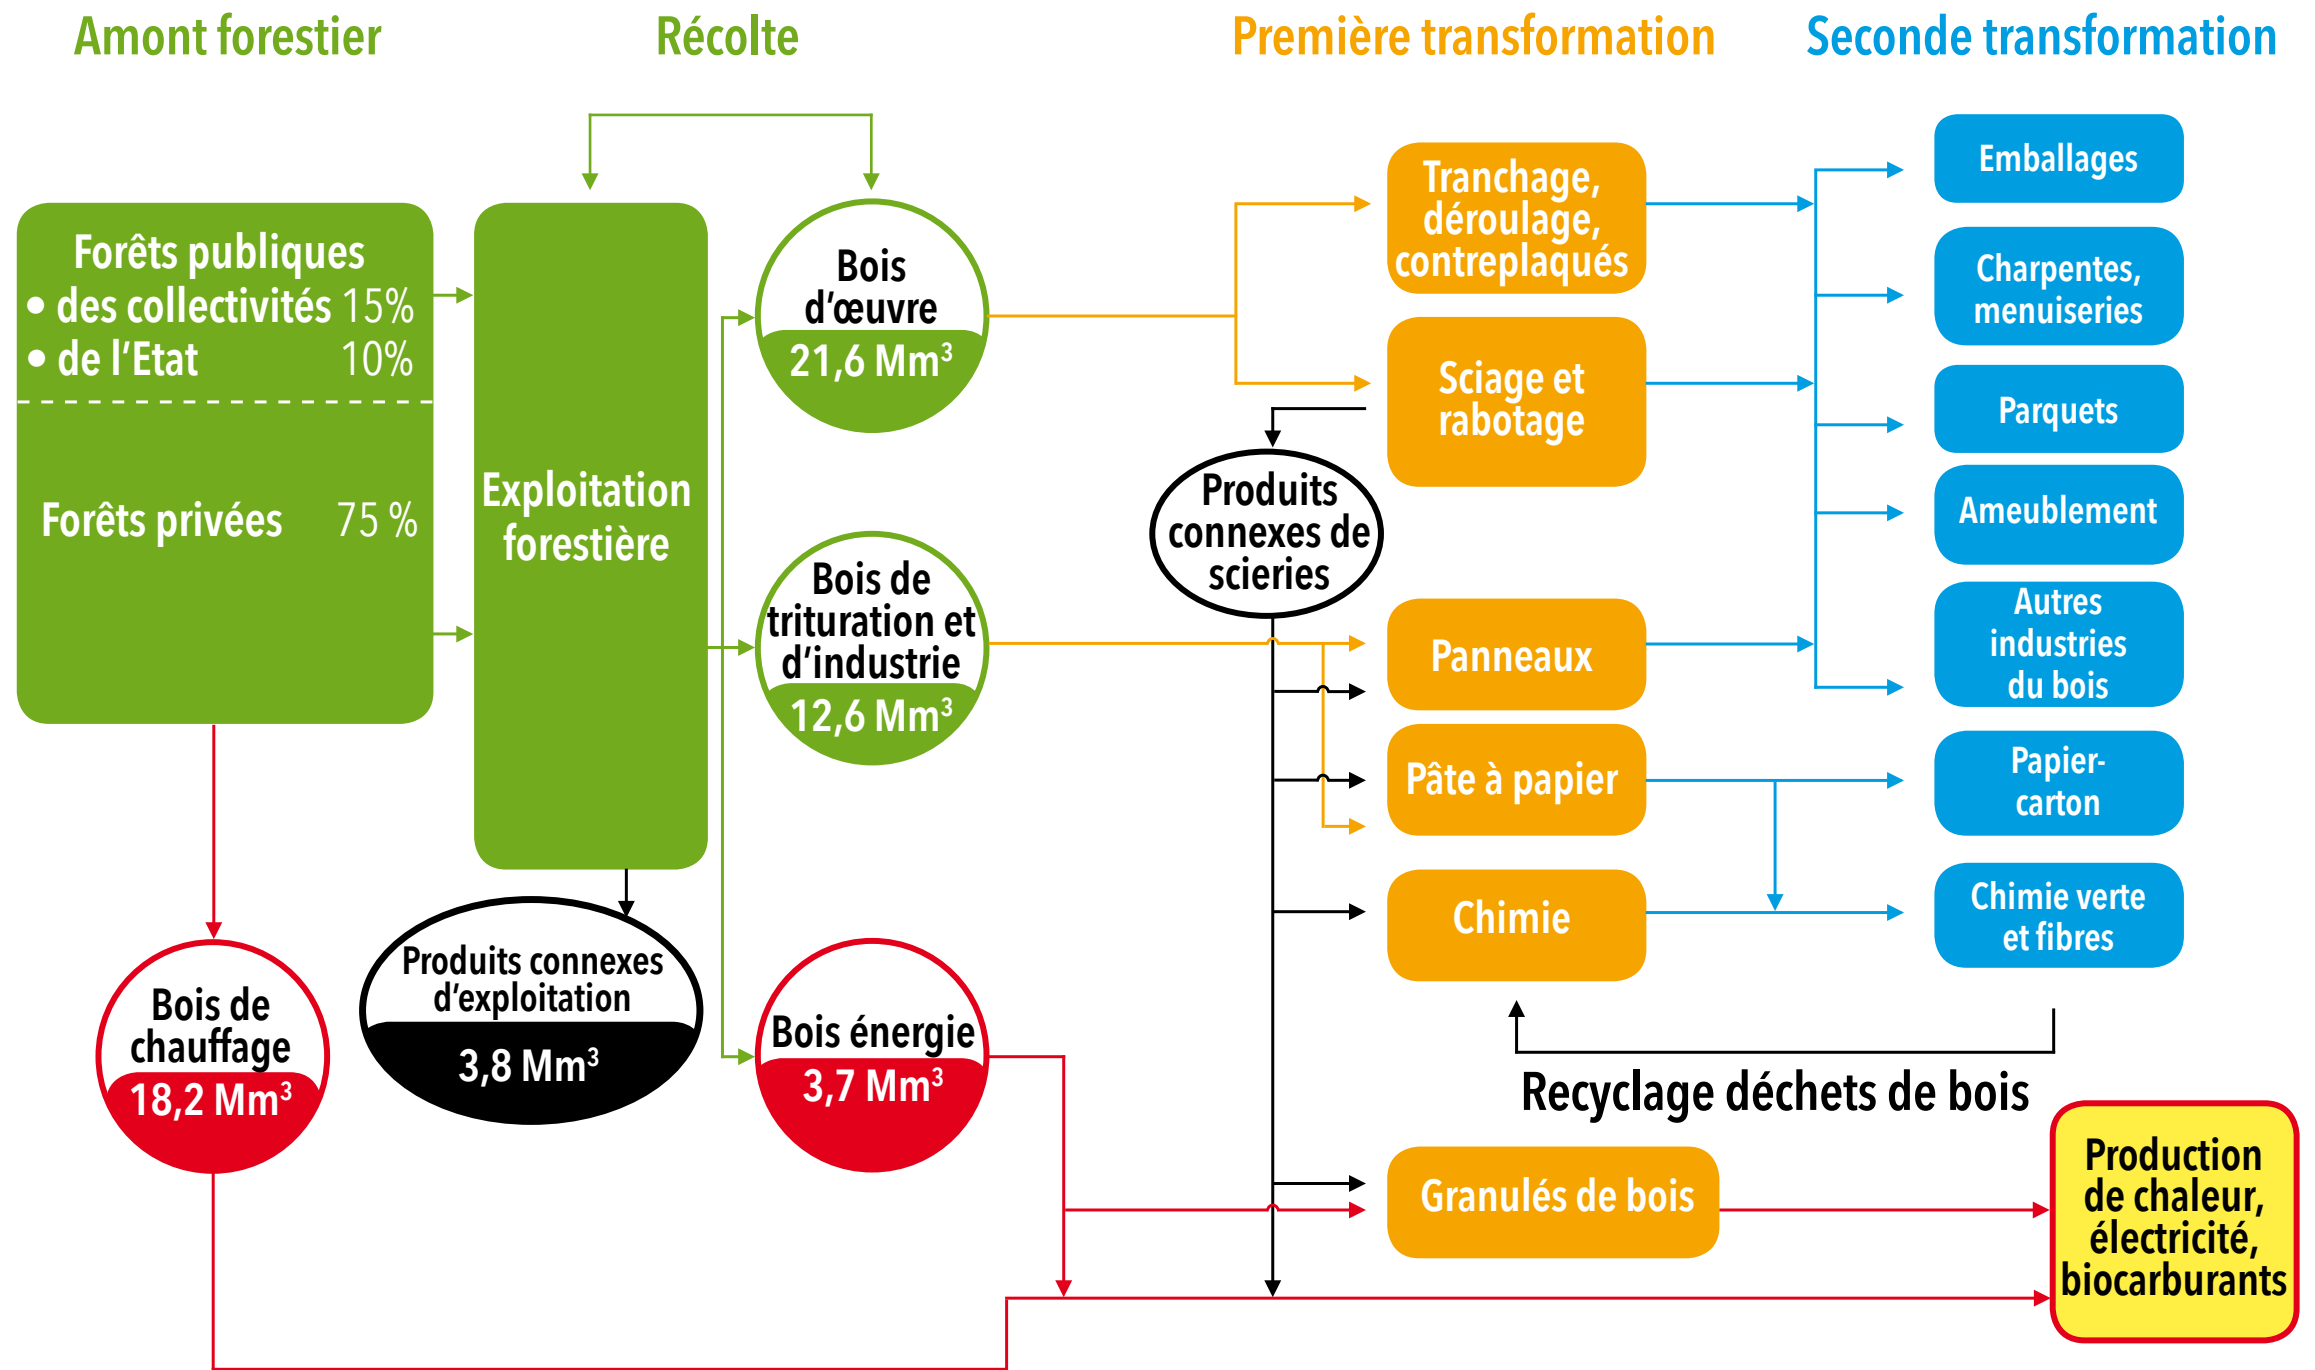 Amont forestier
Récolte
Première transformation
Seconde transformation
Forêts publiques
• des collectivités 15%
• de l'Etat 10%
Forêts privées 75 %
Exploitation
forestière
Bois
d'œuvre
21,6 Mm³
Bois de
trituration et
d'industrie
12,6 Mm³
Bois de
chauffage
18,2 Mm³
Produits connexes
d'exploitation
3,8 Mm³
Bois énergie
3,7 Mm³
Tranchage,
déroulage,
contreplaqués
Sciage et
rabotage
Produits
connexes de
scieries
Panneaux
Pâte à papier
Chimie
Emballages
Charpentes,
menuiseries
Parquets
Ameublement
Autres
industries
du bois
Papier-
carton
Chimie verte
et fibres
Recyclage déchets de bois
Granulés de bois
Production
de chaleur,
électricité,
biocarburants